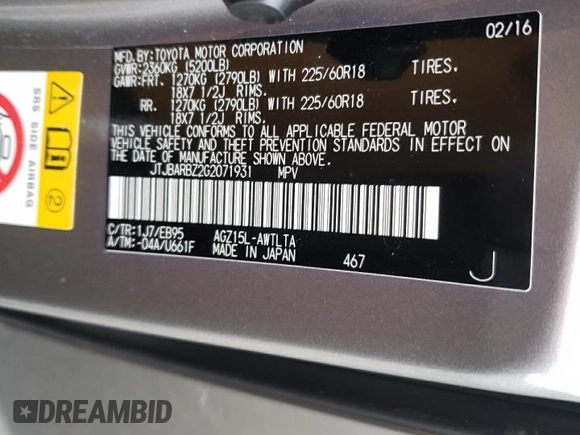 02/16
MFD.BY:TOYOTA MOTOR CORPORATION
GVWR:2360KG (5200LB)
GAWR:FRT. 1270KG (2790LB) WITH 225/60R18 TIRES.
18X7 1/2J RIMS.
RR. 1270KG (2790LB) WITH 225/60R18 TIRES.
18X7 1/2J RIMS.
THIS VEHICLE CONFORMS TO ALL APPLICABLE FEDERAL MOTOR
VEHICLE SAFETY AND THEFT PREVENTION STANDARDS IN EFFECT ON
THE DATE OF MANUFACTURE SHOWN ABOVE.
JTJBARBZ2G2071931 MPV
C/TR:1J7/EB95 AGZ15L-AWTLTA
A/TM:-04A/U661F MADE IN JAPAN 467
J
SRS SIDE AIRBAG
2
DREAMBID